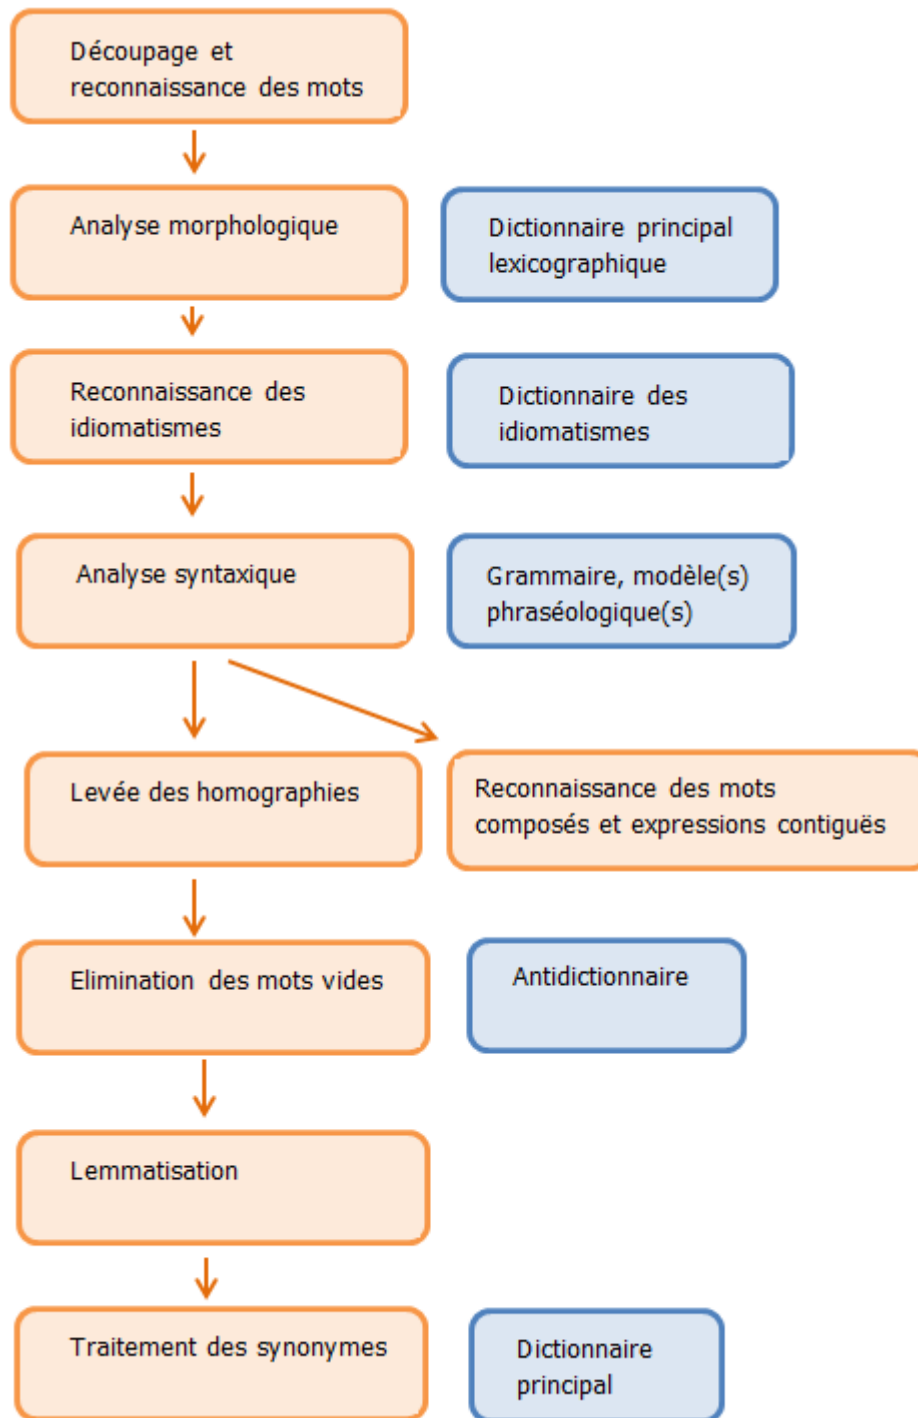 Découpage et
reconnaissance des mots
Analyse morphologique
Dictionnaire principal
lexicographique
Reconnaissance des
idiomatismes
Dictionnaire des
idiomatismes
Analyse syntaxique
Grammaire, modèle(s)
phraséologique(s)
Levée des homographies
Reconnaissance des mots
composés et expressions contiguës
Elimination des mots vides
Antidictionnaire
Lemmatisation
Traitement des synonymes
Dictionnaire
principal